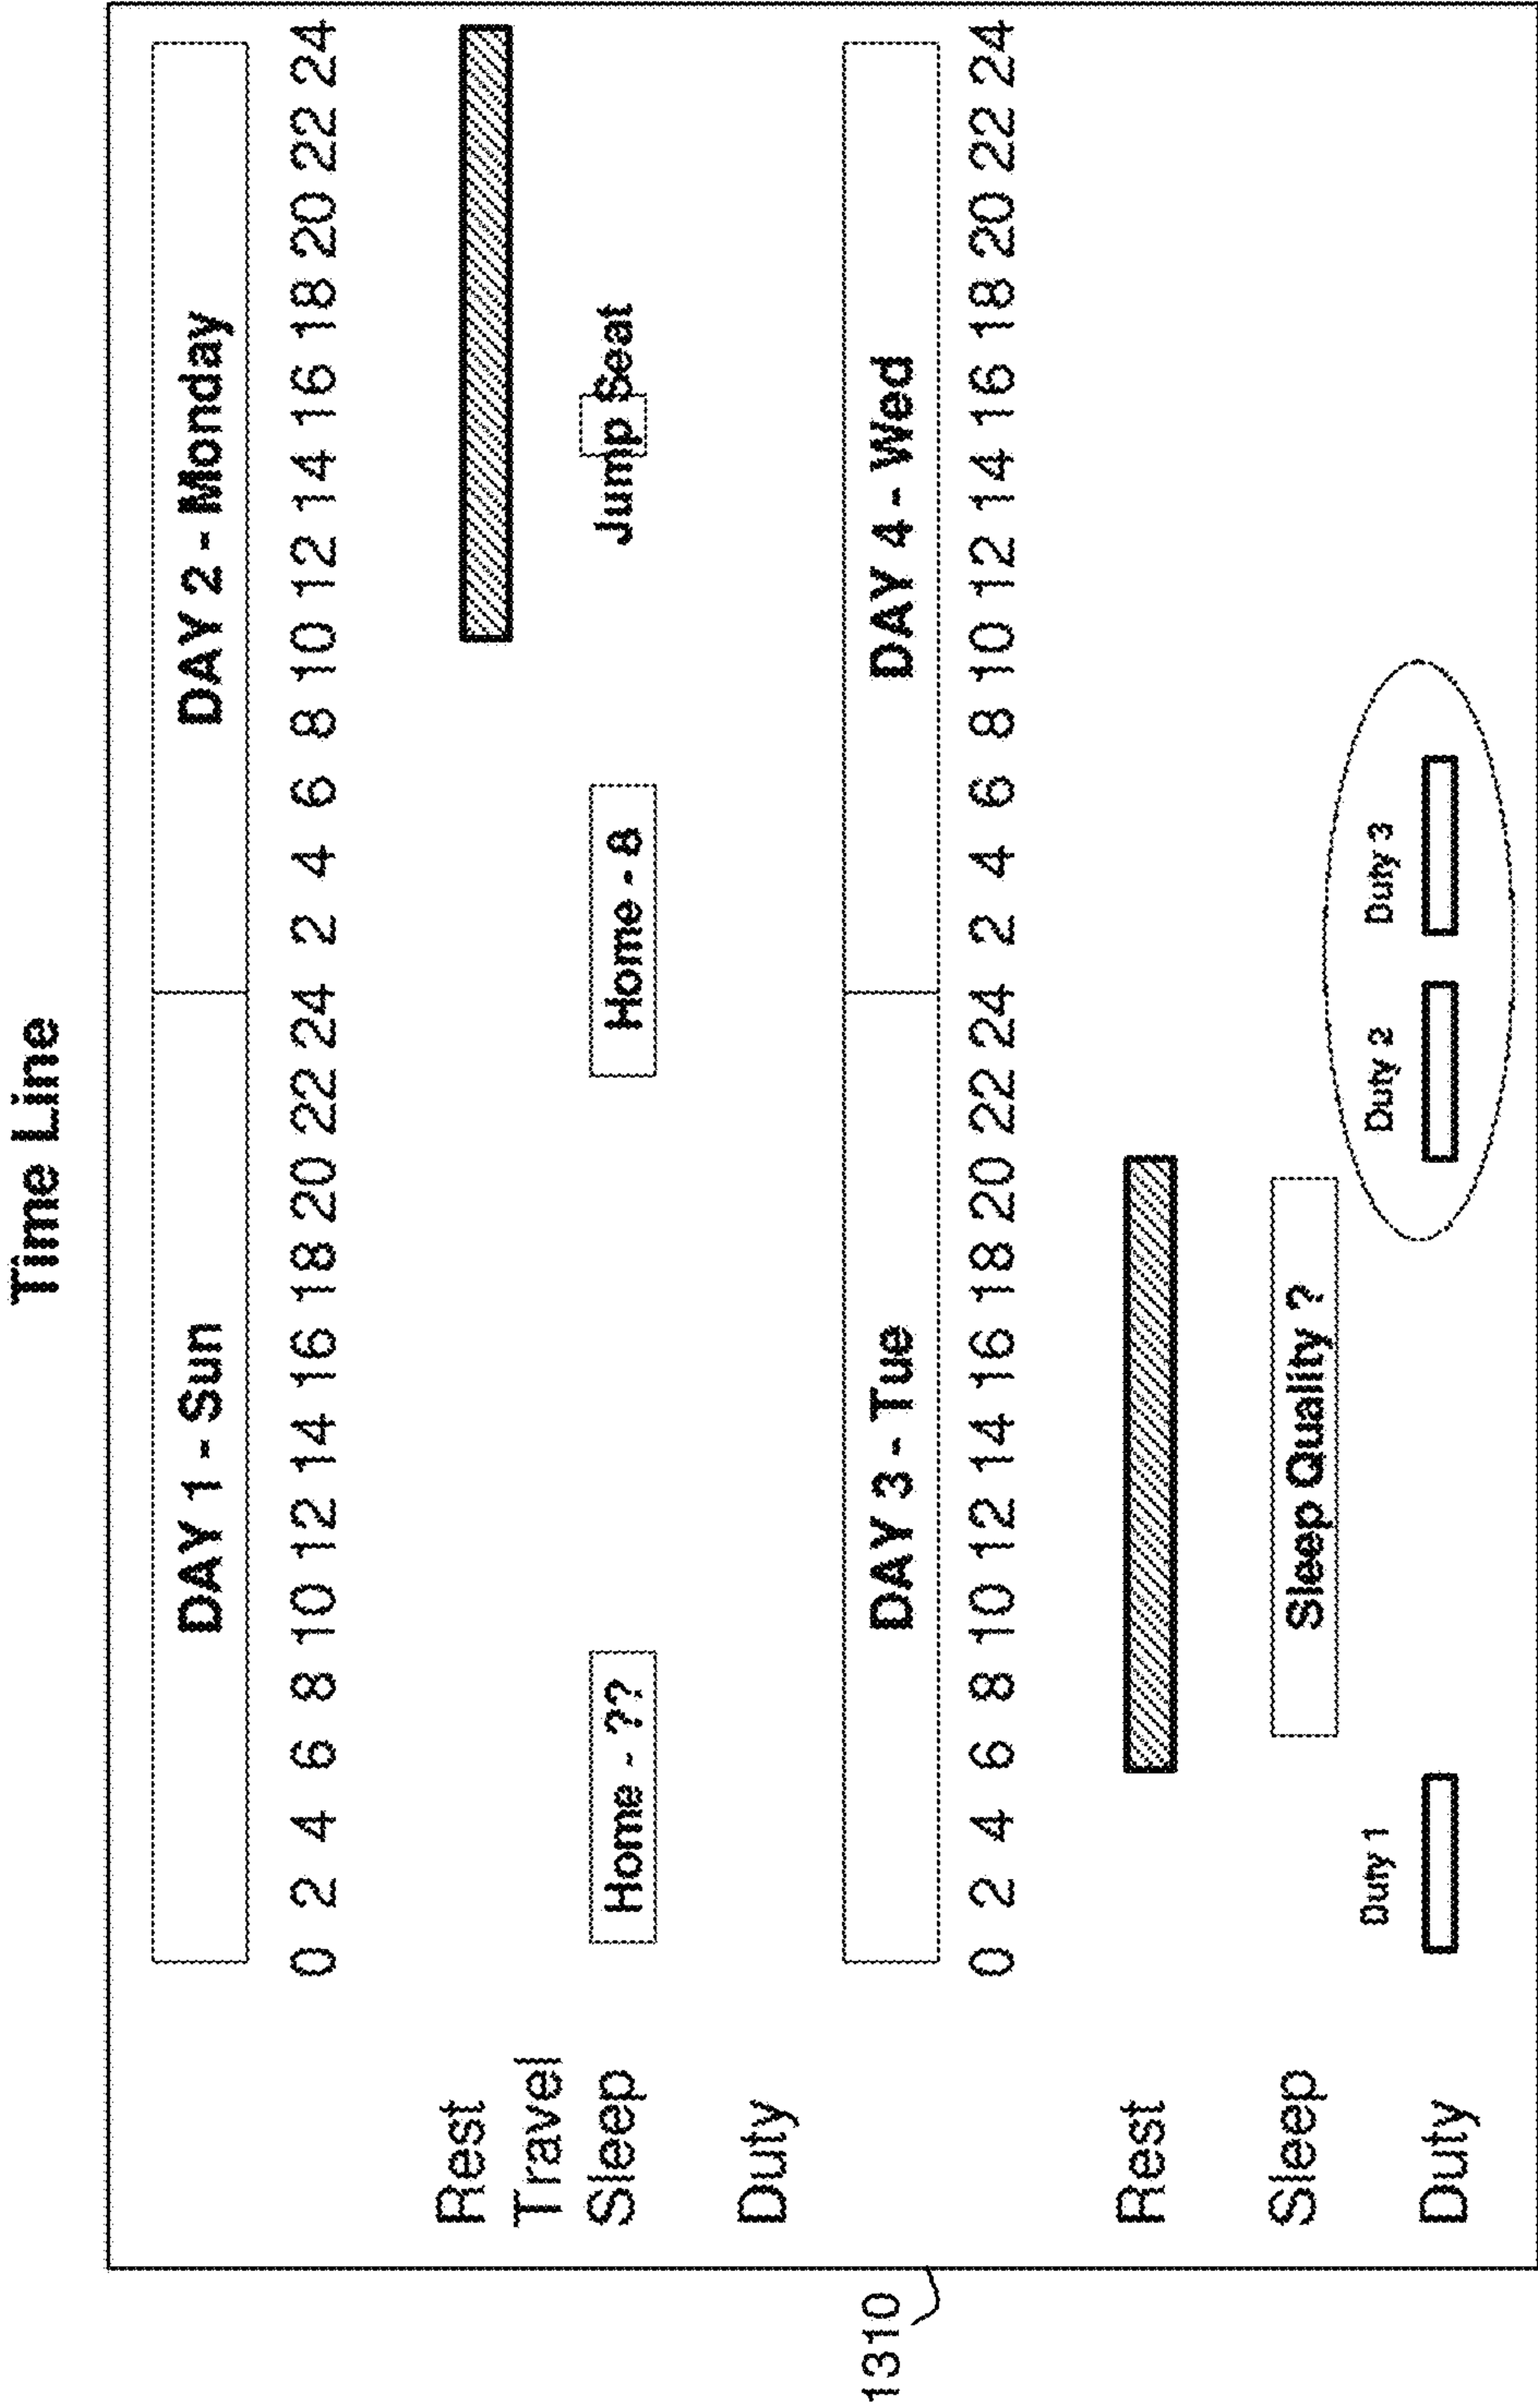 Time Line
DAY 1 - Sun DAY 2 - Monday
0 2 4 6 8 10 12 14 16 18 20 22 24 2 4 6 8 10 12 14 16 18 20 22 24
Rest
Travel
Sleep Home - ?? Home - 8 Jump Seat
Duty
DAY 3 - Tue DAY 4 - Wed
0 2 4 6 8 10 12 14 16 18 20 22 24 2 4 6 8 10 12 14 16 18 20 22 24
Rest
Sleep Sleep Quality ?
Duty 1 Duty 2 Duty 3
Duty
1310